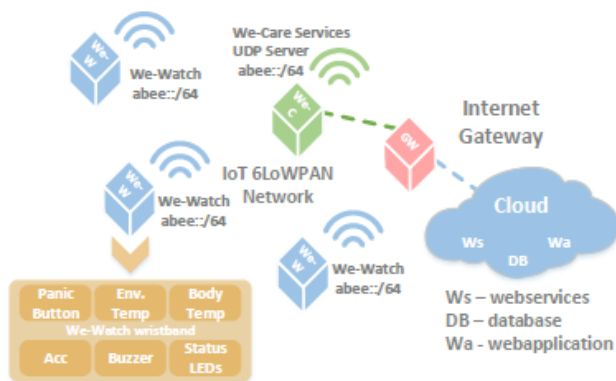 We-Care Services
UDP Server
abee::/64
We-W
We-Watch
abee::/64
We-C
Internet
Gateway
GW
We-W
We-Watch
abee::/64
IoT 6LoWPAN
Network
Cloud
Ws
Wa
DB
We-W
We-Watch
abee::/64
Panic
Button
Env.
Temp
Body
Temp
We-Watch wristband
Acc
Buzzer
Status
LEDs
Ws – webservices
DB – database
Wa - webapplication